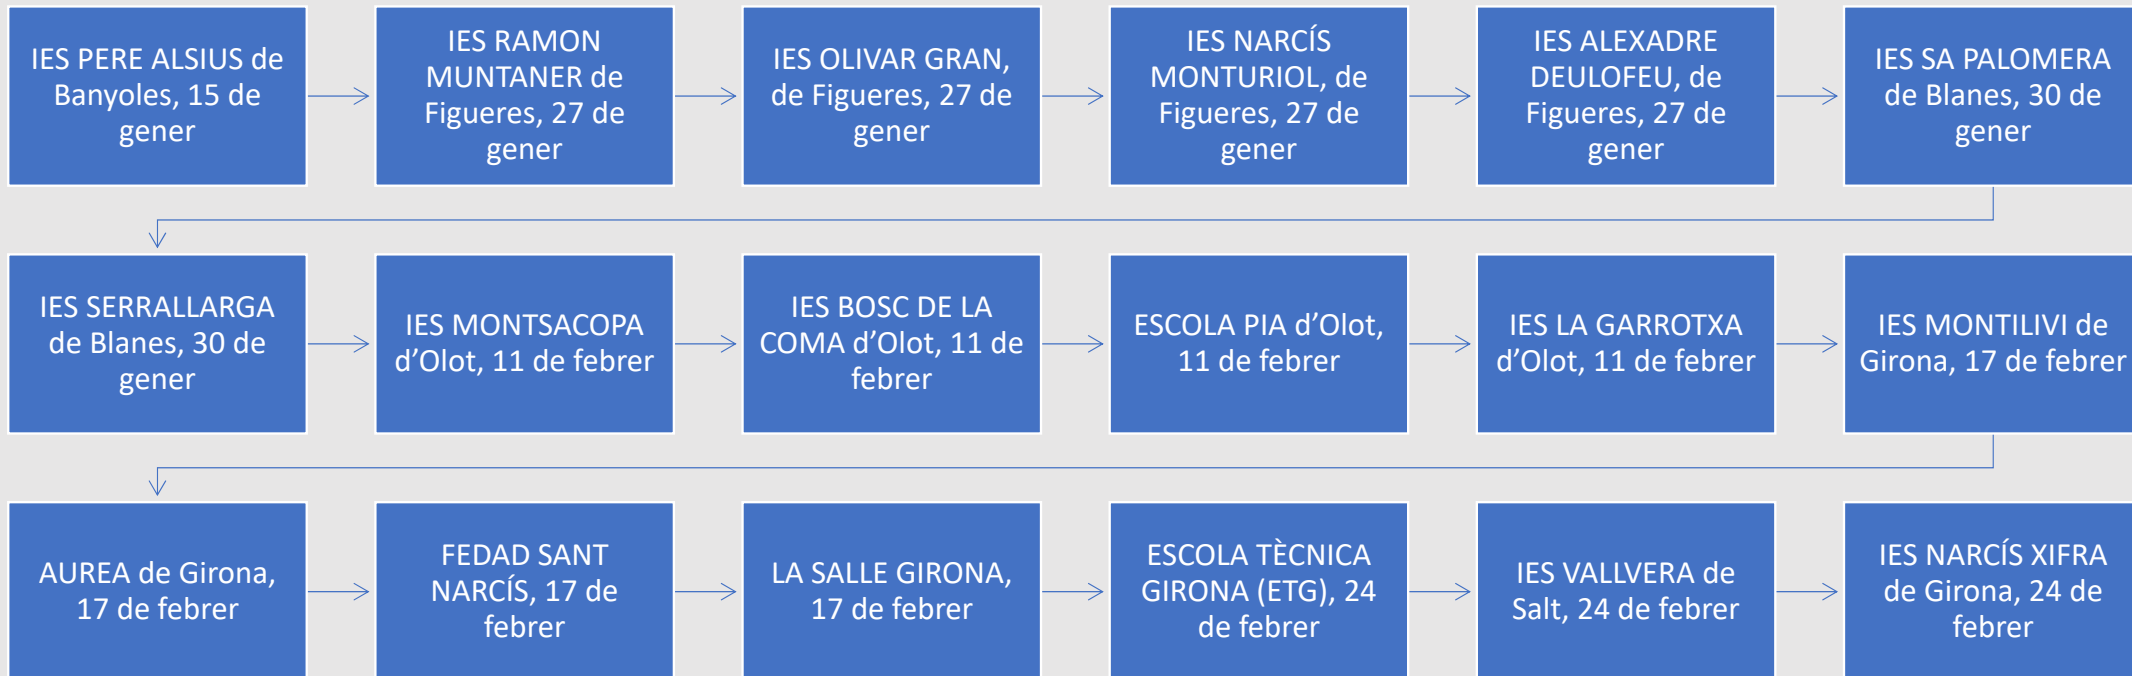 IES PERE ALSIUS de
Banyoles, 15 de
gener
IES RAMON
MUNTANER de
Figueres, 27 de
gener
IES OLIVAR GRAN,
de Figueres, 27 de
gener
IES NARCÍS
MONTURIOL, de
Figueres, 27 de
gener
IES ALEXADRE
DEULOFEU, de
Figueres, 27 de
gener
IES SA PALOMERA
de Blanes, 30 de
gener
IES SERRALLARGA
de Blanes, 30 de
gener
IES MONTSACOPA
d’Olot, 11 de febrer
IES BOSC DE LA
COMA d’Olot, 11 de
febrer
ESCOLA PIA d’Olot,
11 de febrer
IES LA GARROTXA
d’Olot, 11 de febrer
IES MONTILIVI de
Girona, 17 de febrer
AUREA de Girona,
17 de febrer
FEDAD SANT
NARCÍS, 17 de
febrer
LA SALLE GIRONA,
17 de febrer
ESCOLA TÈCNICA
GIRONA (ETG), 24
de febrer
IES VALLVERA de
Salt, 24 de febrer
IES NARCÍS XIFRA
de Girona, 24 de
febrer